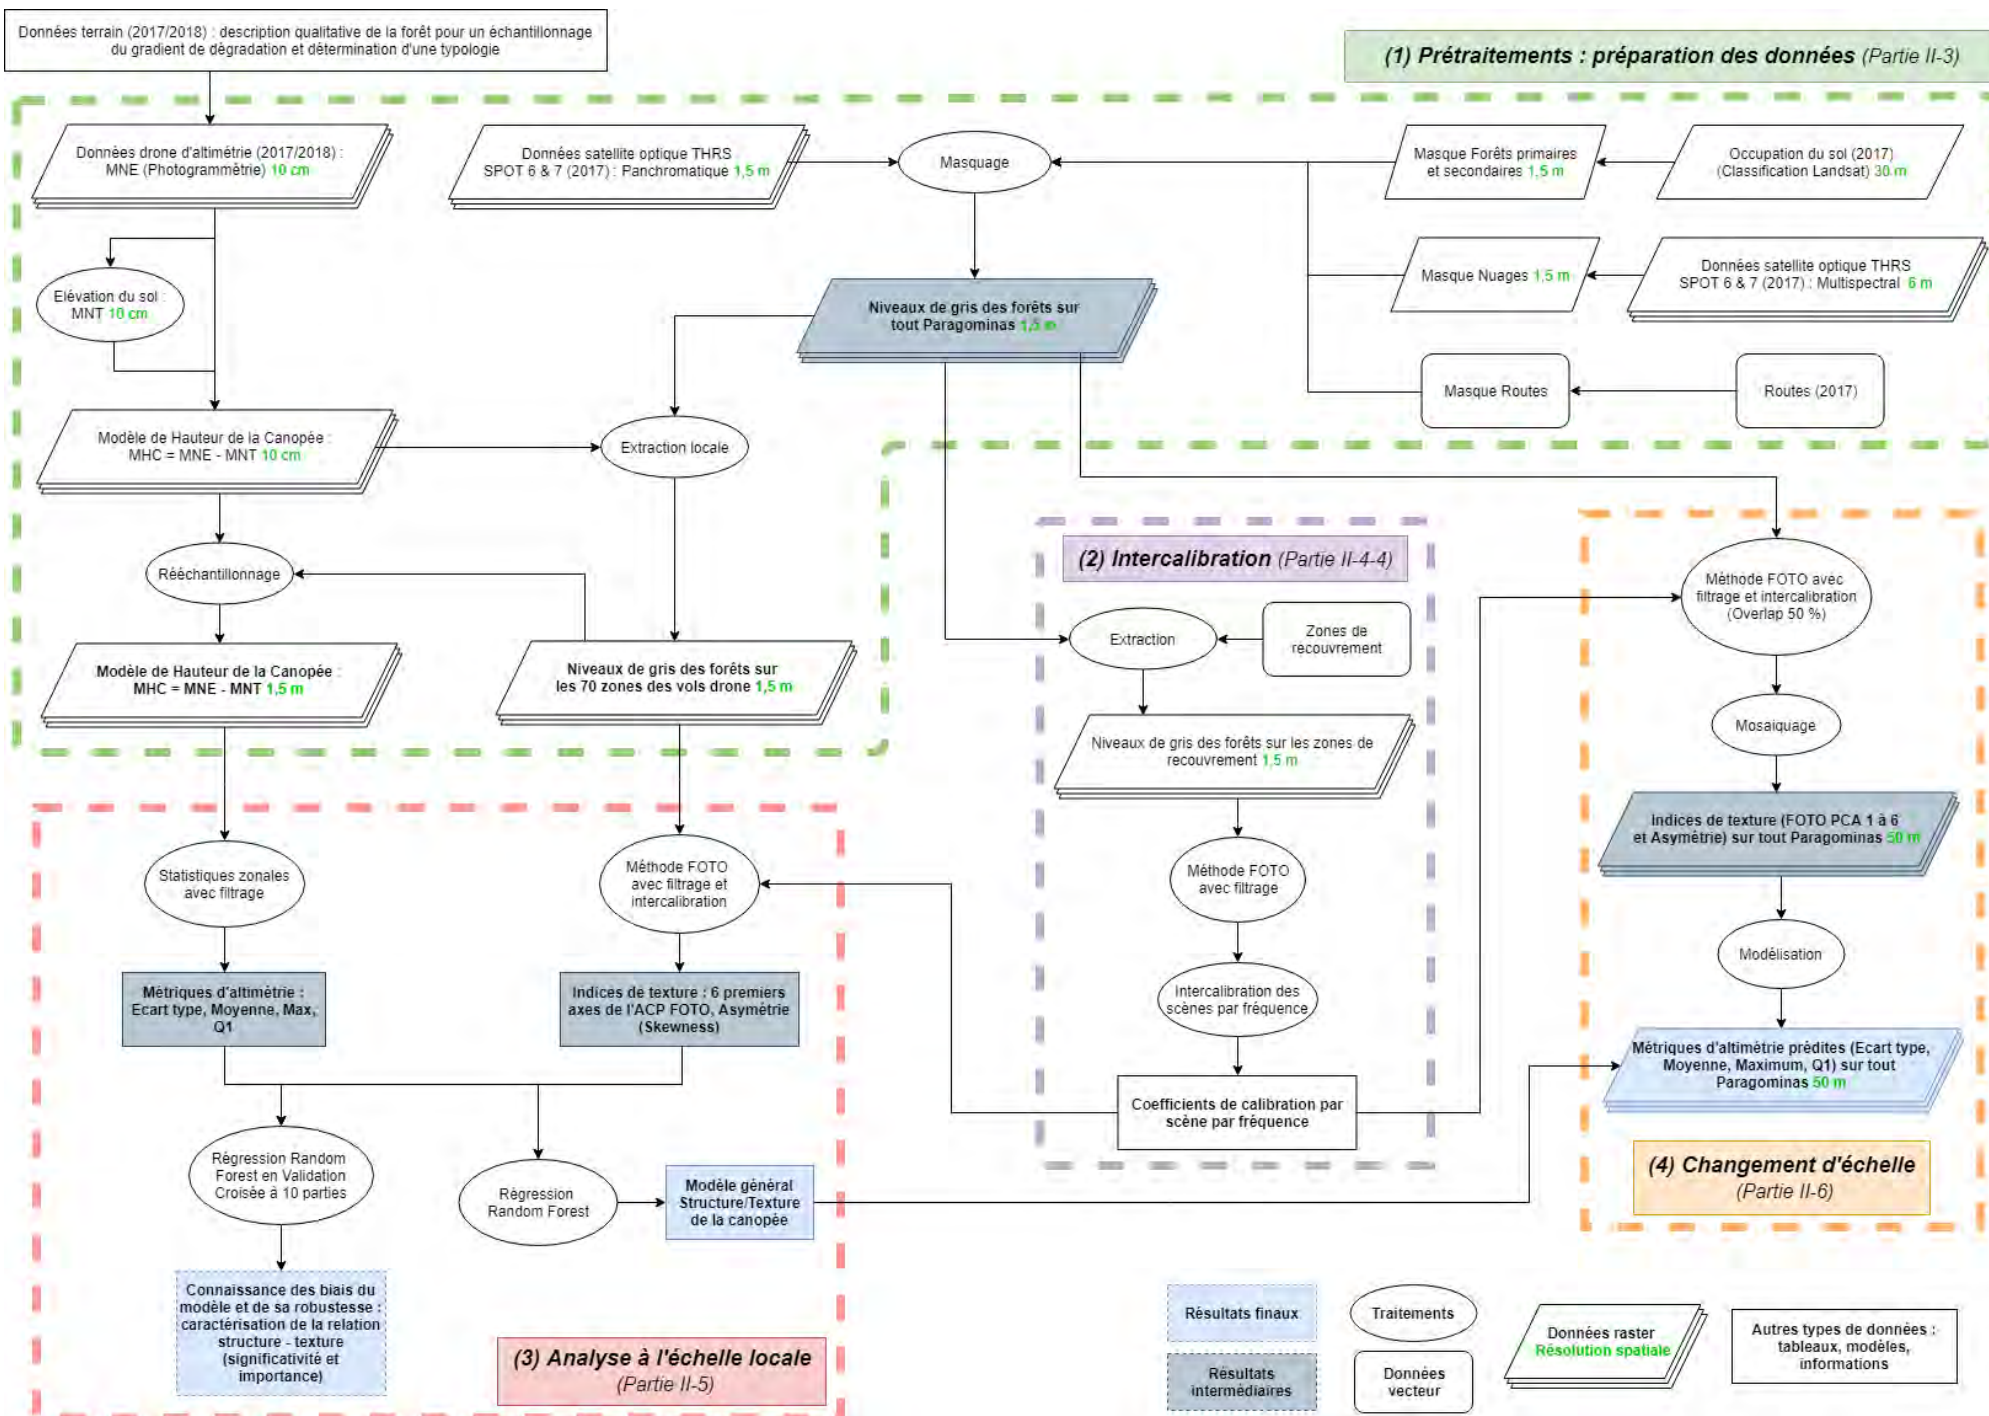 Données terrain (2017/2018) : description qualitative de la forêt pour un échantillonnage
du gradient de dégradation et détermination d'une typologie
(1) Prétraitements : préparation des données (Partie II-3)
Données drone d'altimétrie (2017/2018) :
MNE (Photogrammétrie) 10 cm
Données satellite optique THRS
SPOT 6 & 7 (2017) : Panchromatique 1,5 m
Masquage
Masque Forêts primaires
et secondaires 1,5 m
Occupation du sol (2017)
(Classification Landsat) 30 m
Elévation du sol :
MNT 10 cm
Niveaux de gris des forêts sur
tout Paragominas 1,5 m
Masque Nuages 1,5 m
Données satellite optique THRS
SPOT 6 & 7 (2017) : Multispectral 6 m
Masque Routes
Routes (2017)
Modèle de Hauteur de la Canopée :
MHC = MNE - MNT 10 cm
Extraction locale
Rééchantillonnage
Modèle de Hauteur de la Canopée :
MHC = MNE - MNT 1,5 m
Niveaux de gris des forêts sur
les 70 zones des vols drone 1,5 m
(2) Intercalibration (Partie II-4-4)
Extraction
Zones de
recouvrement
Niveaux de gris des forêts sur les zones de
recouvrement 1,5 m
Méthode FOTO
avec filtrage
Intercalibration des
scènes par fréquence
Coefficients de calibration par
scène par fréquence
Méthode FOTO avec
filtrage et intercalibration
(Overlap 50 %)
Mosaiquage
Indices de texture (FOTO PCA 1 à 6
et Asymétrie) sur tout Paragominas 50 m
Modélisation
Métriques d'altimétrie prédites (Ecart type,
Moyenne, Maximum, Q1) sur tout
Paragominas 50 m
(4) Changement d'échelle
(Partie II-6)
Statistiques zonales
avec filtrage
Méthode FOTO
avec filtrage et
intercalibration
Métriques d'altimétrie :
Ecart type, Moyenne, Max,
Q1
Indices de texture : 6 premiers
axes de l'ACP FOTO, Asymétrie
(Skewness)
Régression Random
Forest en Validation
Croisée à 10 parties
Régression
Random Forest
Modèle général
Structure/Texture
de la canopée
Connaissance des biais du
modèle et de sa robustesse :
caractérisation de la relation
structure - texture
(significativité et
importance)
(3) Analyse à l'échelle locale
(Partie II-5)
Résultats finaux
Traitements
Données raster
Résolution spatiale
Autres types de données :
tableaux, modèles,
informations
Résultats
intermédiaires
Données
vecteur